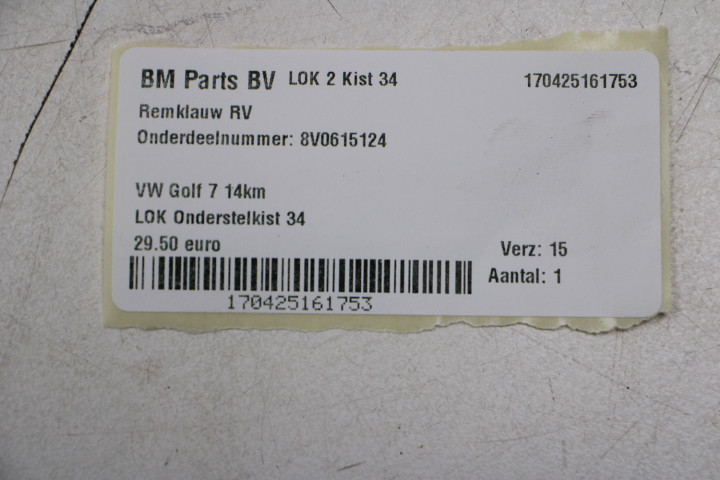 BM Parts BV LOK 2 Kist 34 170425161753
Remklauw RV
Onderdeelnummer: 8V0615124
VW Golf 7 14km
LOK Onderstelkist 34
29.50 euro
Verz: 15
Aantal: 1
170425161753